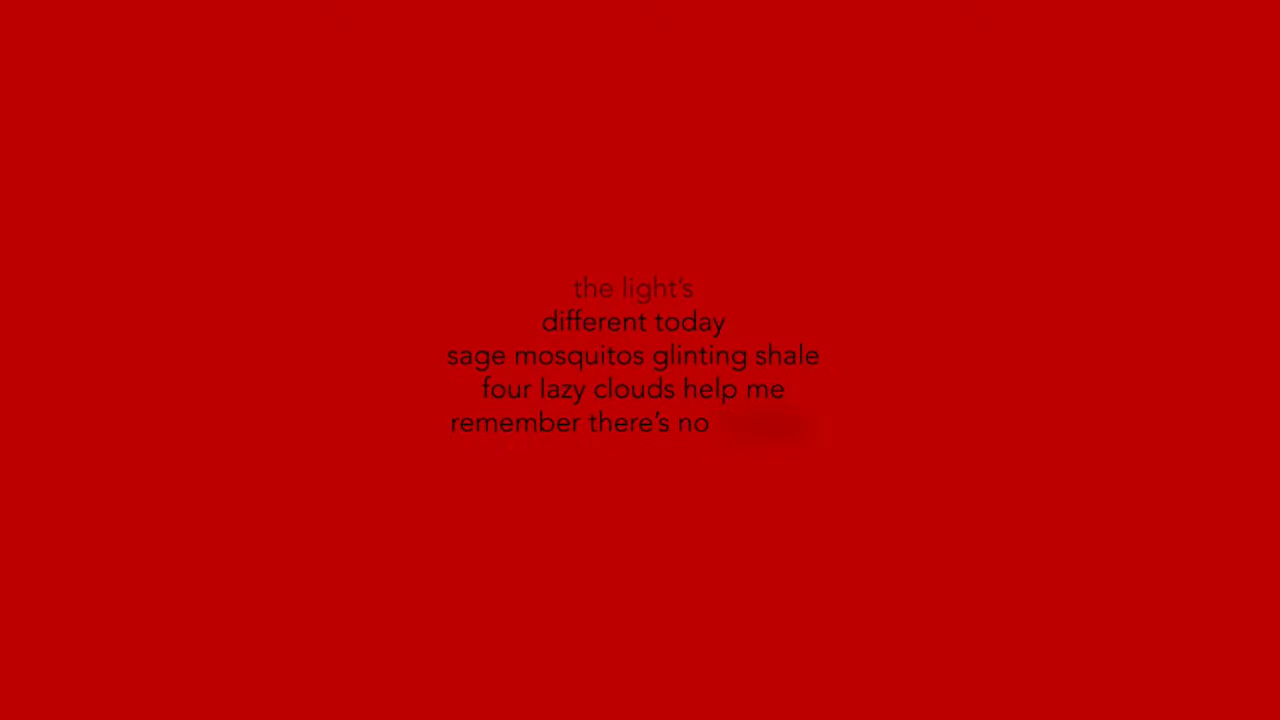 the light’s
different today
sage mosquitos glinting shale
four lazy clouds help me
remember there’s no